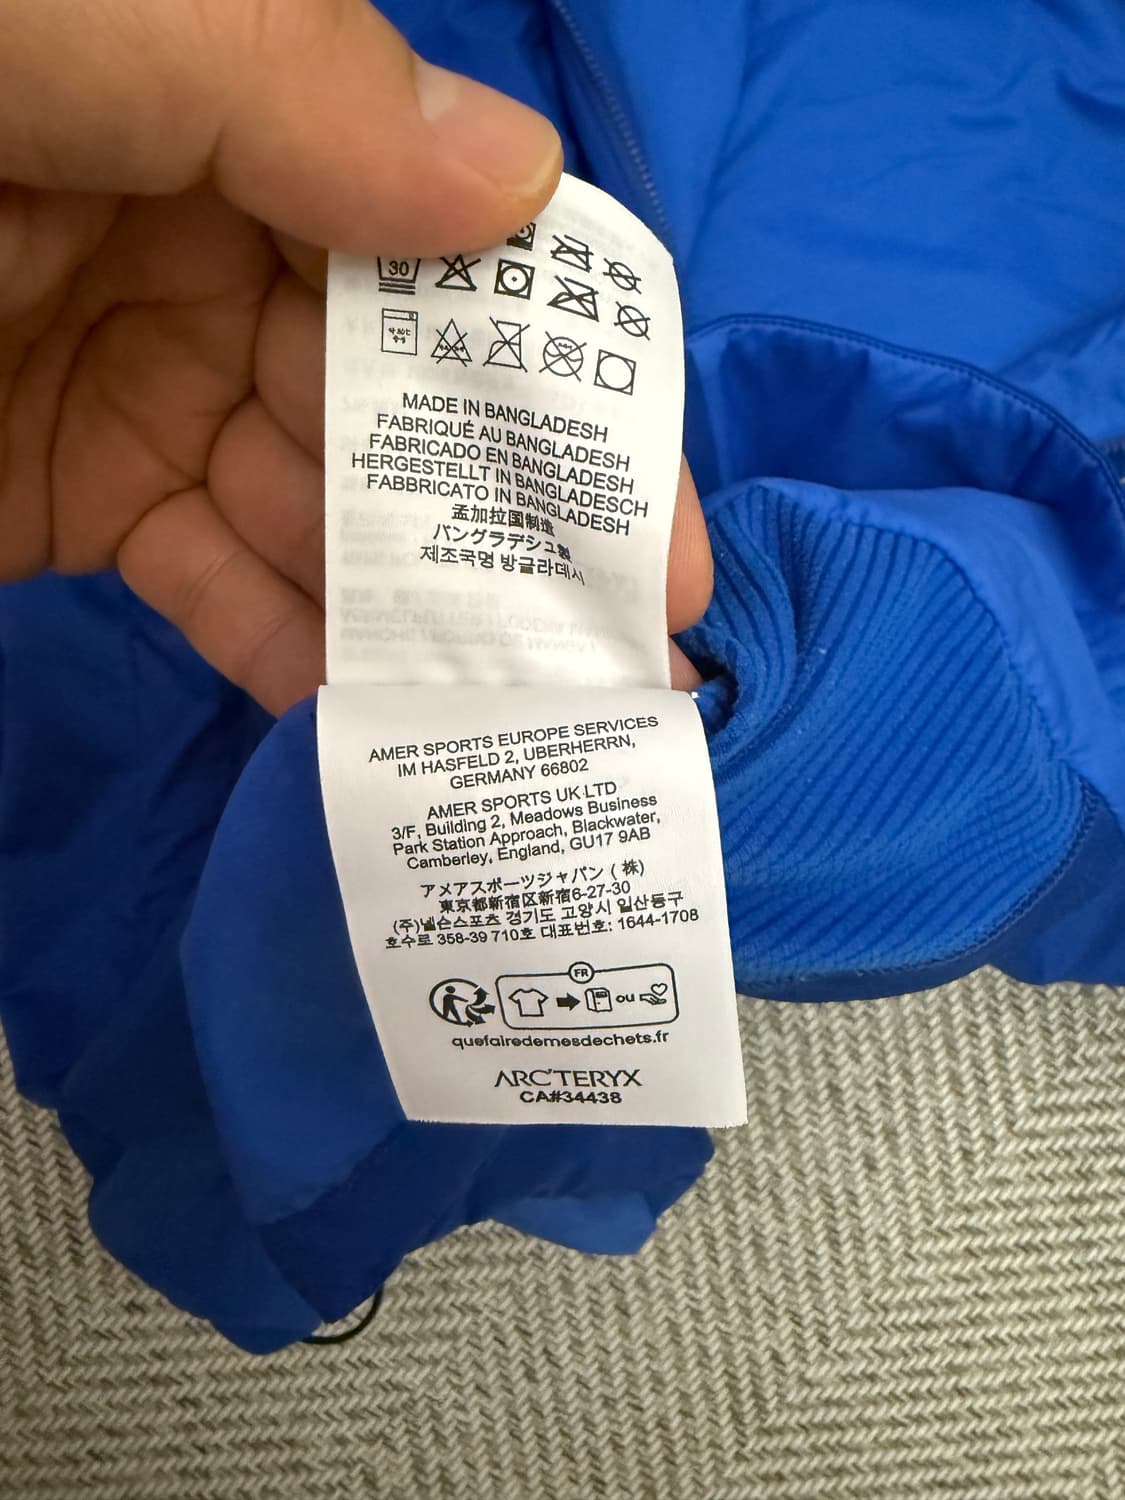 30
MADE IN BANGLADESH
FABRIQUÉ AU BANGLADESH
FABRICADO EN BANGLADESH
HERGESTELLT IN BANGLADESCH
FABBRICATO IN BANGLADESH
孟加拉国制造
バングラデシュ製
제조국명 방글라데시
AMER SPORTS EUROPE SERVICES
IM HASFELD 2, UBERHERRN,
GERMANY 66802
AMER SPORTS UK LTD
3/F, Building 2, Meadows Business
Park Station Approach, Blackwater,
Camberley, England, GU17 9AB
アメアスポーツジャパン (株)
東京都新宿区新宿6-27-30
(주)넬슨스포츠 경기도 고양시 일산동구
호수로 358-39 710호 대표번호: 1644-1708
FR
ou
quefairedemesdechets.fr
ARC'TERYX
CA#34438